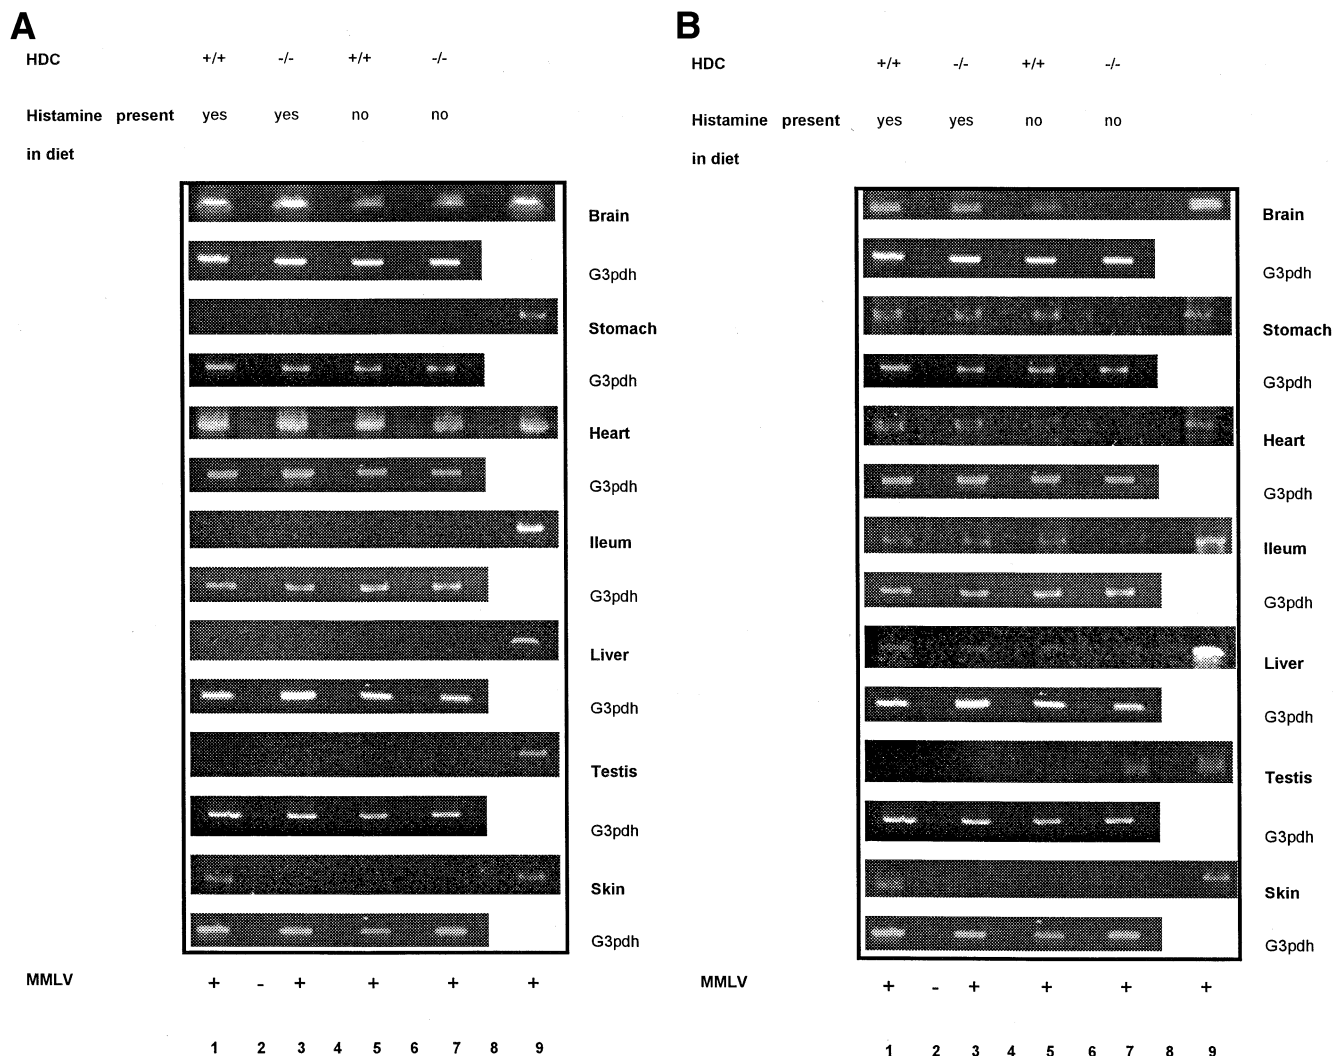 A
HDC +/+ -/- +/+ -/-
Histamine present yes yes no no
in diet
Brain
G3pdh
Stomach
G3pdh
Heart
G3pdh
Ileum
G3pdh
Liver
G3pdh
Testis
G3pdh
Skin
G3pdh
MMLV + - + + + +
1 2 3 4 5 6 7 8 9
B
HDC +/+ -/- +/+ -/-
Histamine present yes yes no no
in diet
Brain
G3pdh
Stomach
G3pdh
Heart
G3pdh
Ileum
G3pdh
Liver
G3pdh
Testis
G3pdh
Skin
G3pdh
MMLV + - + + + +
1 2 3 4 5 6 7 8 9